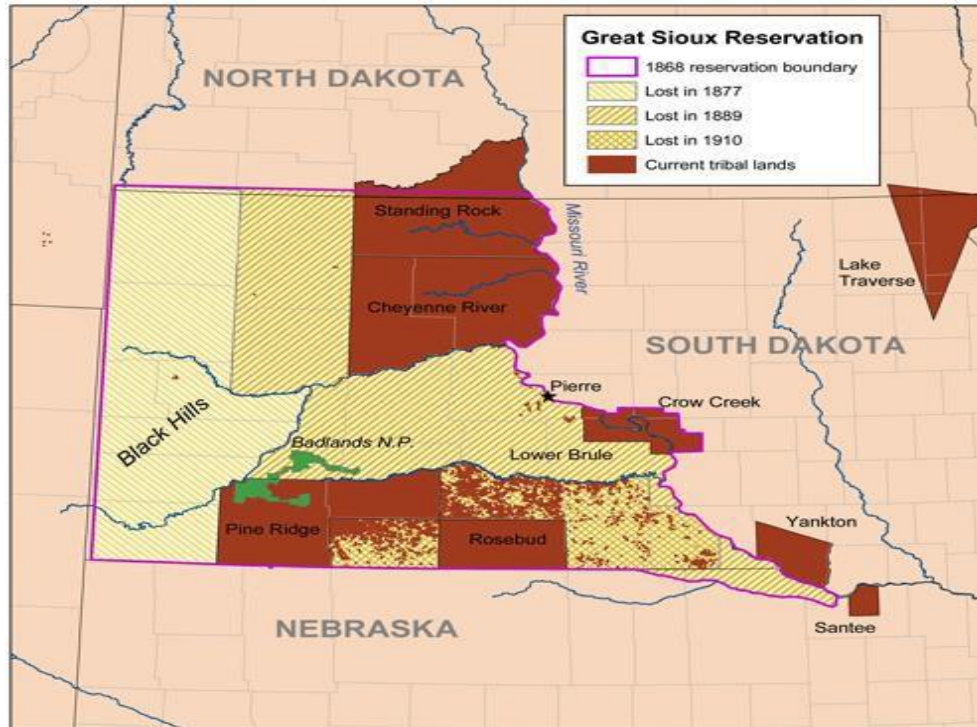 Great Sioux Reservation
1868 reservation boundary
Lost in 1877
Lost in 1889
Lost in 1910
Current tribal lands
NORTH DAKOTA
Standing Rock
Missouri River
Lake
Traverse
Cheyenne River
SOUTH DAKOTA
Pierre
Crow Creek
Black Hills
Badlands N.P.
Lower Brule
Pine Ridge
Rosebud
Yankton
Santee
NEBRASKA